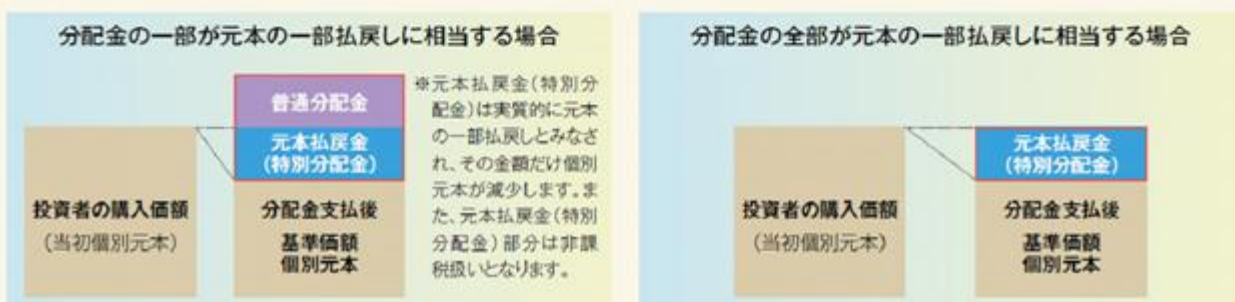 分配金の一部が元本の一部払戻しに相当する場合
普通分配金
元本払戻金
(特別分配金)
投資者の購入価額
(当初個別元本)
分配金支払後
基準価額
個別元本
※元本払戻金(特別分
配金)は実質的に元本
の一部払戻しとみなさ
れ、その金額だけ個別
元本が減少します。ま
た、元本払戻金(特別
分配金)部分は非課
税扱いとなります。
分配金の全部が元本の一部払戻しに相当する場合
元本払戻金
(特別分配金)
投資者の購入価額
(当初個別元本)
分配金支払後
基準価額
個別元本